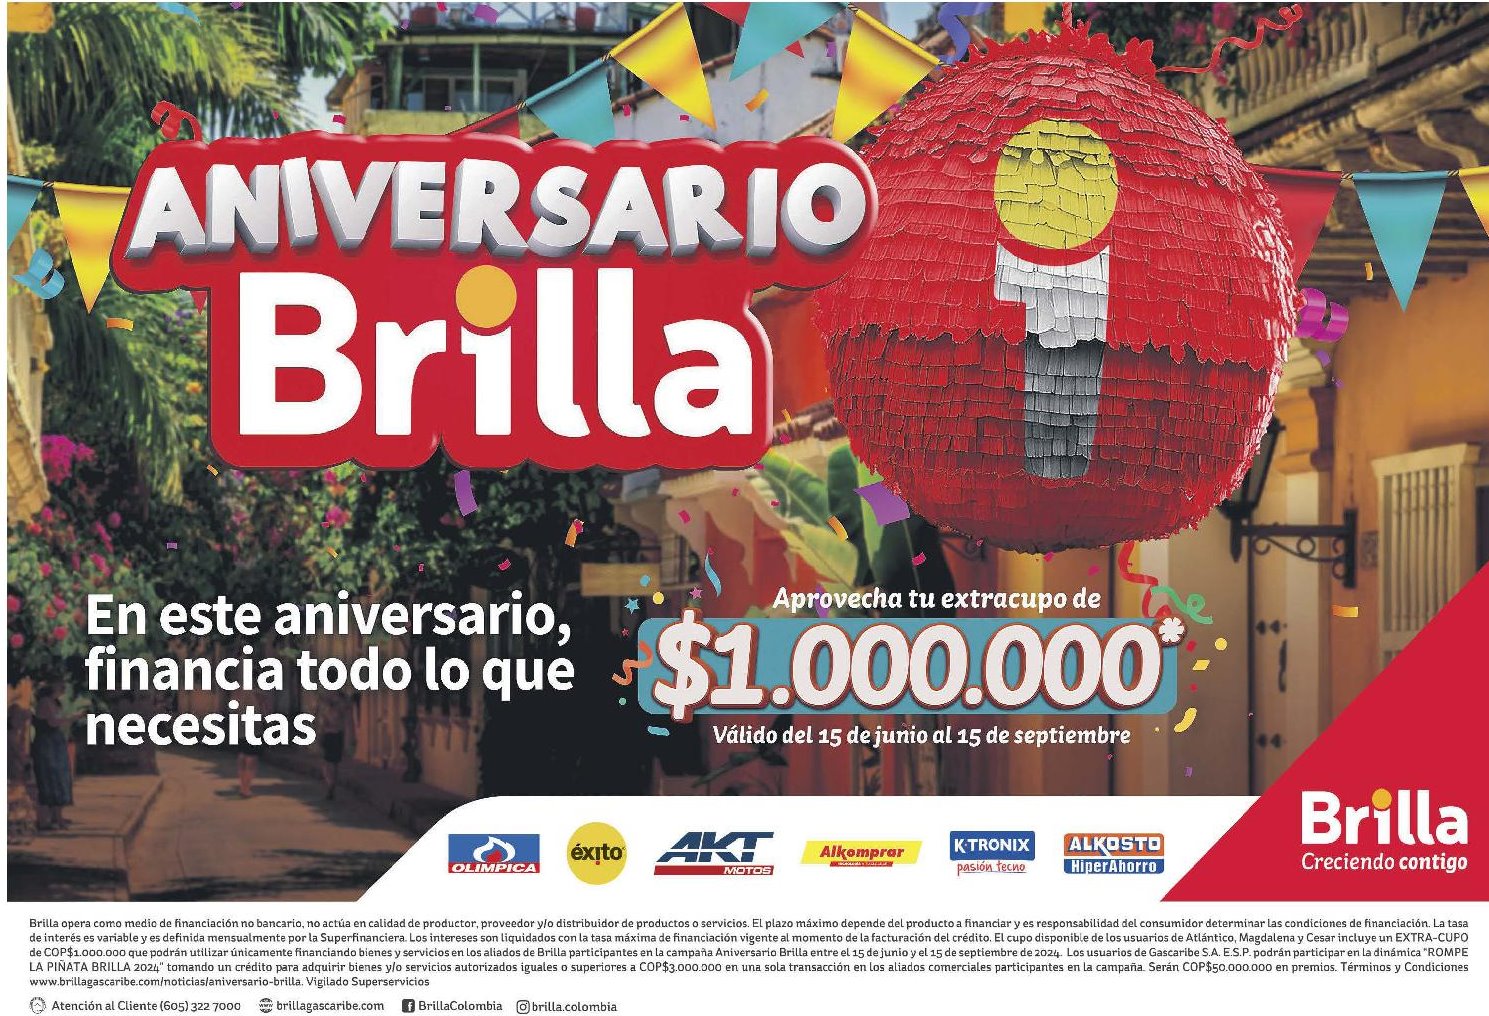 ANIVERSARIO
Brilla
En este aniversario,
financia todo lo que
necesitas
Aprovecha tu extracupo de
$1.000.000*
Válido del 15 de junio al 15 de septiembre
OLIMPICA
éxito
AKT
MOTOS
Alkomprar
K-TRONIX
pasión tecno
ALKOSTO
HiperAhorro
Brilla
Creciendo contigo
Brilla opera como medio de financiación no bancario, no actúa en calidad de productor, proveedor y/o distribuidor de productos o servicios. El plazo máximo depende del producto a financiar y es responsabilidad del consumidor determinar las condiciones de financiación. La tasa
de interés es variable y es definida mensualmente por la Superfinanciera. Los intereses son liquidados con la tasa máxima de financiación vigente al momento de la facturación del crédito. El cupo disponible de los usuarios de Atlántico, Magdalena y Cesar incluye un EXTRA-CUPO
de COP$1.000.000 que podrán utilizar únicamente financiando bienes y servicios en los aliados de Brilla participantes en la campaña Aniversario Brilla entre el 15 de junio y el 15 de septiembre de 2024. Los usuarios de Gascaribe S.A. E.S.P. podrán participar en la dinámica "ROMPE
LA PIÑATA BRILLA 2024" tomando un crédito para adquirir bienes y/o servicios autorizados iguales o superiores a COP$3.000.000 en una sola transacción en los aliados comerciales participantes en la campaña. Serán COP$50.000.000 en premios. Términos y Condiciones
www.brillagascaribe.com/noticias/aniversario-brilla. Vigilado Superservicios
Atención al Cliente (605) 322 7000 brillagascaribe.com BrillaColombia brilla.colombia